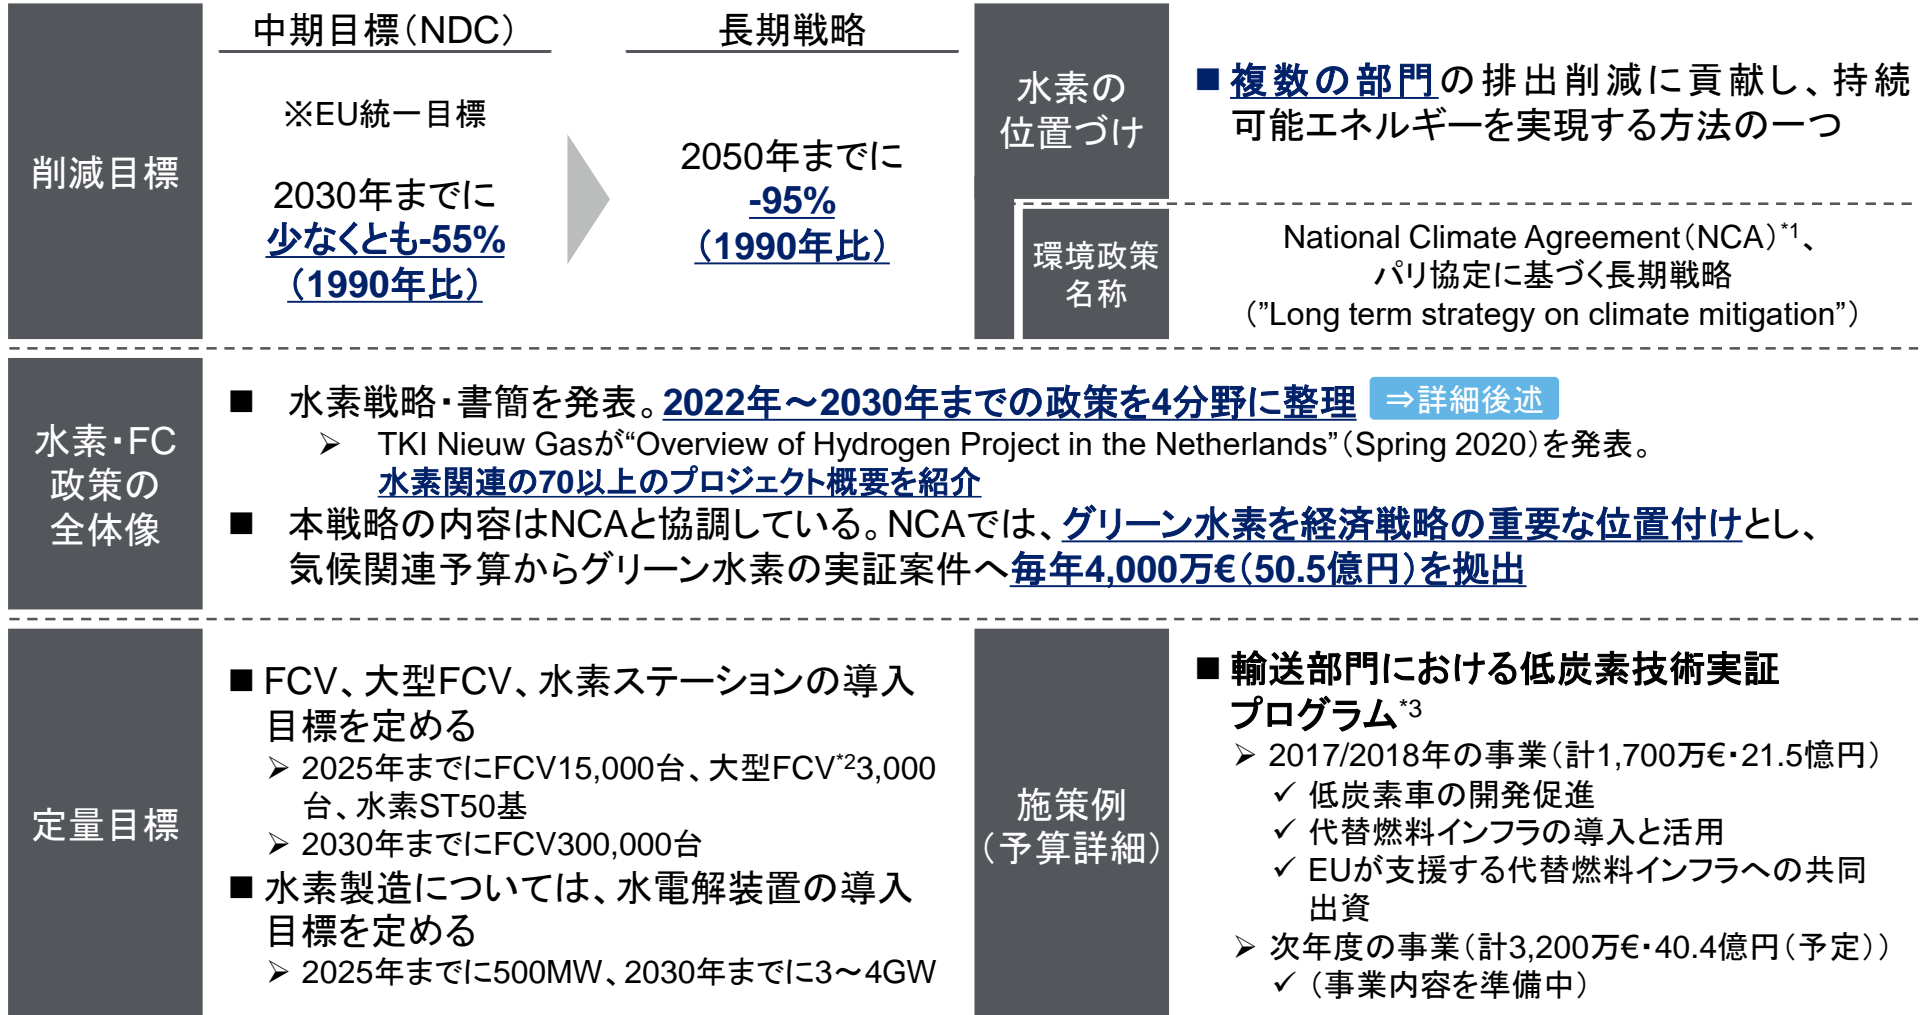 削減目標
中期目標（NDC）
※EU統一目標
2030年までに
少なくとも-55%
（1990年比）
長期戦略
2050年までに
-95%
（1990年比）
水素の
位置づけ
■ 複数の部門の排出削減に貢献し、持続
可能エネルギーを実現する方法の一つ
環境政策
名称
National Climate Agreement（NCA）*1、
パリ協定に基づく長期戦略
（”Long term strategy on climate mitigation”）
水素・FC
政策の
全体像
■ 水素戦略・書簡を発表。2022年～2030年までの政策を4分野に整理 ⇒詳細後述
➢ TKI Nieuw Gasが“Overview of Hydrogen Project in the Netherlands”（Spring 2020）を発表。
水素関連の70以上のプロジェクト概要を紹介
■ 本戦略の内容はNCAと協調している。NCAでは、グリーン水素を経済戦略の重要な位置付けとし、
気候関連予算からグリーン水素の実証案件へ毎年4,000万€（50.5億円）を拠出
定量目標
■ FCV、大型FCV、水素ステーションの導入
目標を定める
➢ 2025年までにFCV15,000台、大型FCV*23,000
台、水素ST50基
➢ 2030年までにFCV300,000台
■ 水素製造については、水電解装置の導入
目標を定める
➢ 2025年までに500MW、2030年までに3～4GW
施策例
（予算詳細）
■ 輸送部門における低炭素技術実証
プログラム*3
➢ 2017/2018年の事業（計1,700万€・21.5憶円）
✓ 低炭素車の開発促進
✓ 代替燃料インフラの導入と活用
✓ EUが支援する代替燃料インフラへの共同
出資
➢ 次年度の事業（計3,200万€・40.4億円（予定））
✓ （事業内容を準備中）